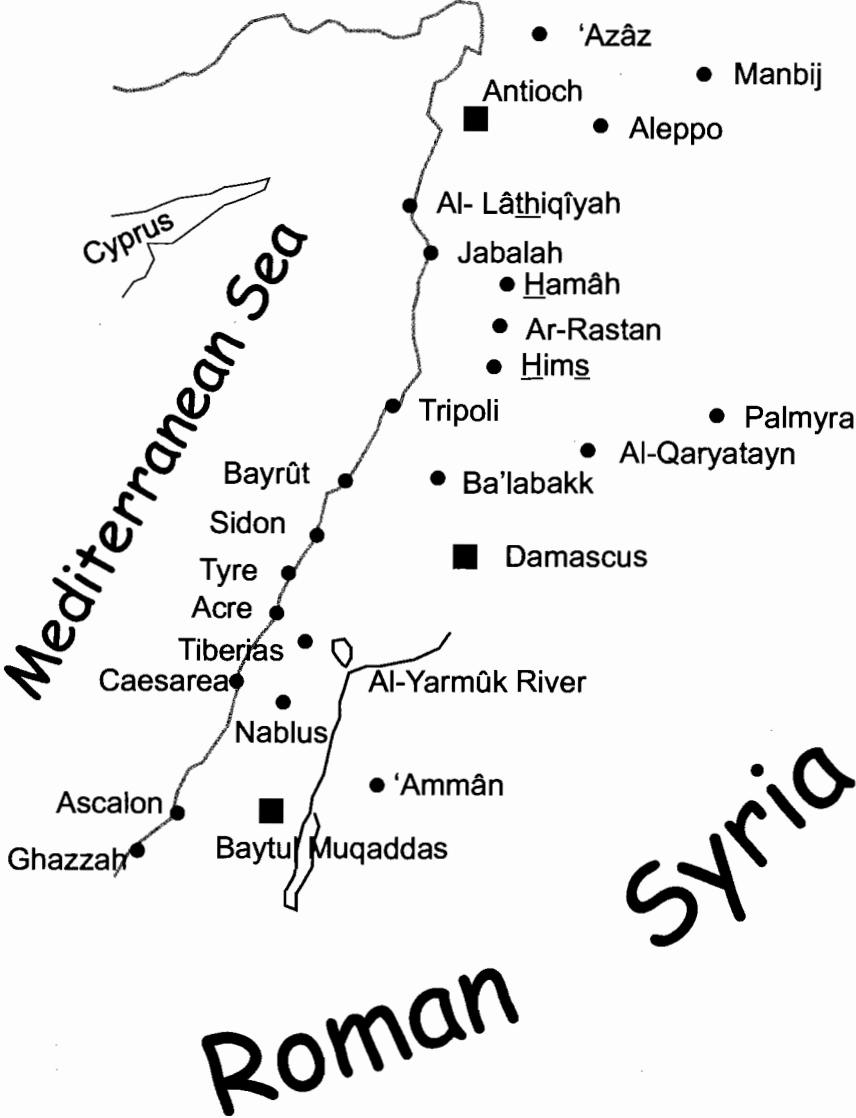 ‘Azâz
Manbij
Antioch
Aleppo
Cyprus
Al- Lâthiqîyah
Jabalah
Hamâh
Ar-Rastan
Hims
Mediterranean Sea
Tripoli
Palmyra
Al-Qaryatayn
Bayrût
Ba’labakk
Sidon
Damascus
Tyre
Acre
Tiberias
Caesarea
Al-Yarmûk River
Nablus
‘Ammân
Ascalon
Baytul Muqaddas
Ghazzah
Roman Syria